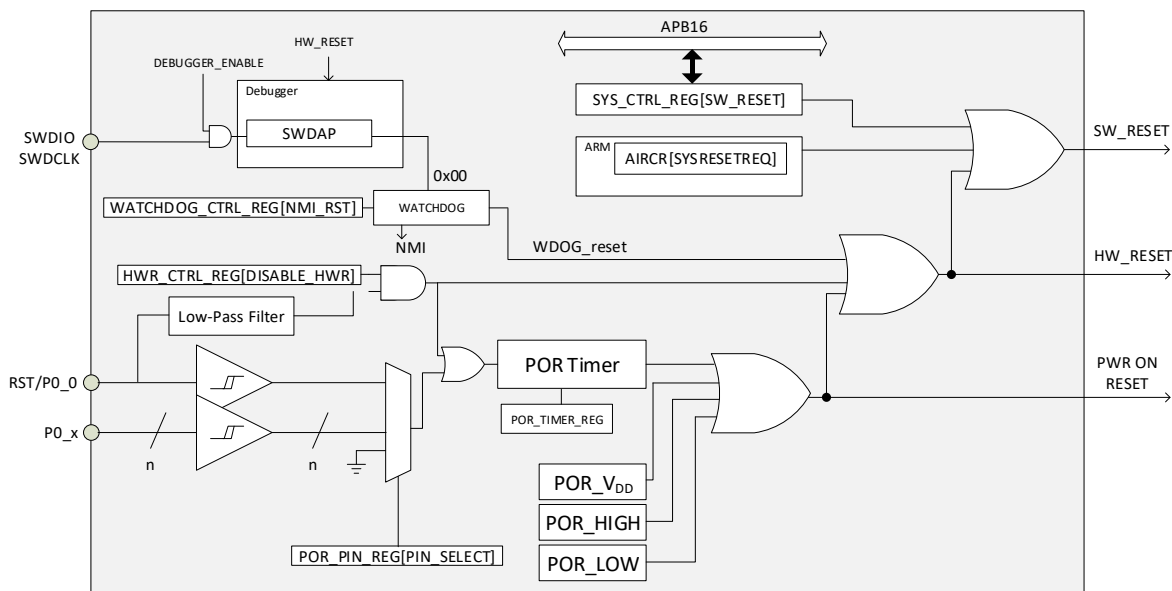 APB16
HW_RESET
DEBUGGER_ENABLE
Debugger
SWDAP
SWDIO
SWDCLK
SYS_CTRL_REG[SW_RESET]
ARM
AIRCR[SYSRESETREQ]
SW_RESET
0x00
WATCHDOG_CTRL_REG[NMI_RST]
WATCHDOG
NMI
WDOG_reset
HW_RESET
HWR_CTRL_REG[DISABLE_HWR]
Low-Pass Filter
RST/P0_0
POR Timer
PWR ON
RESET
POR_TIMER_REG
P0_x
n
n
POR_VDD
POR_HIGH
POR_LOW
POR_PIN_REG[PIN_SELECT]